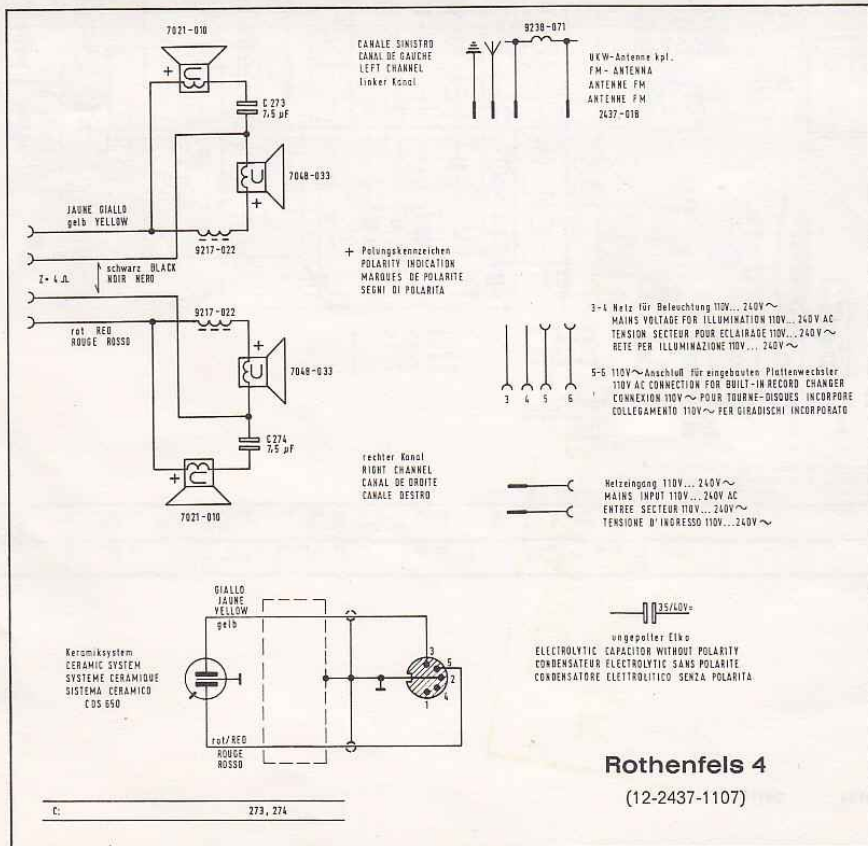 7021-010
+
C 273
7,5 µF
7048-033
+
JAUNE GIALLO
gelb YELLOW
9217-022
schwarz BLACK
NOIR NERO
Z= 4 Ω
9217-022
rot RED
ROUGE ROSSO
+
7048-033
C 274
7,5 µF
+
7021-010
CANALE SINISTRO
CANAL DE GAUCHE
LEFT CHANNEL
linker Kanal
9238-071
UKW-Antenne kpl.
FM- ANTENNA
ANTENNE FM
ANTENNE FM
2437-018
+ Polungskennzeichen
POLARITY INDICATION
MARQUES DE POLARITE
SEGNI DI POLARITA
3 4 5 6
3-4 Netz für Beleuchtung 110V... 240V~
MAINS VOLTAGE FOR ILLUMINATION 110V... 240V AC
TENSION SECTEUR POUR ECLAIRAGE 110V... 240V~
RETE PER ILLUMINAZIONE 110V... 240V~
5-6 110V~Anschluß für eingebauten Plattenwechsler
110V AC CONNECTION FOR BUILT-IN RECORD CHANGER
CONNEXION 110V~ POUR TOURNE-DISQUES INCORPORE
COLLEGAMENTO 110V~ PER GIRADISCHI INCORPORATO
rechter Kanal
RIGHT CHANNEL
CANAL DE DROITE
CANALE DESTRO
Netzeingang 110V... 240V~
MAINS INPUT 110V... 240V AC
ENTREE SECTEUR 110V... 240V~
TENSIONE D'INGRESSO 110V...240V~
GIALLO
JAUNE
YELLOW
gelb
Keramiksystem
CERAMIC SYSTEM
SYSTEME CERAMIQUE
SISTEMA CERAMICO
CDS 650
rot/RED
ROUGE
ROSSO
3
5
2
4
1
35/40V=
ungepolter Elko
ELECTROLYTIC CAPACITOR WITHOUT POLARITY
CONDENSATEUR ELECTROLYTIC SANS POLARITE
CONDENSATORE ELETTROLITICO SENZA POLARITA
Rothenfels 4
(12-2437-1107)
C: 273, 274